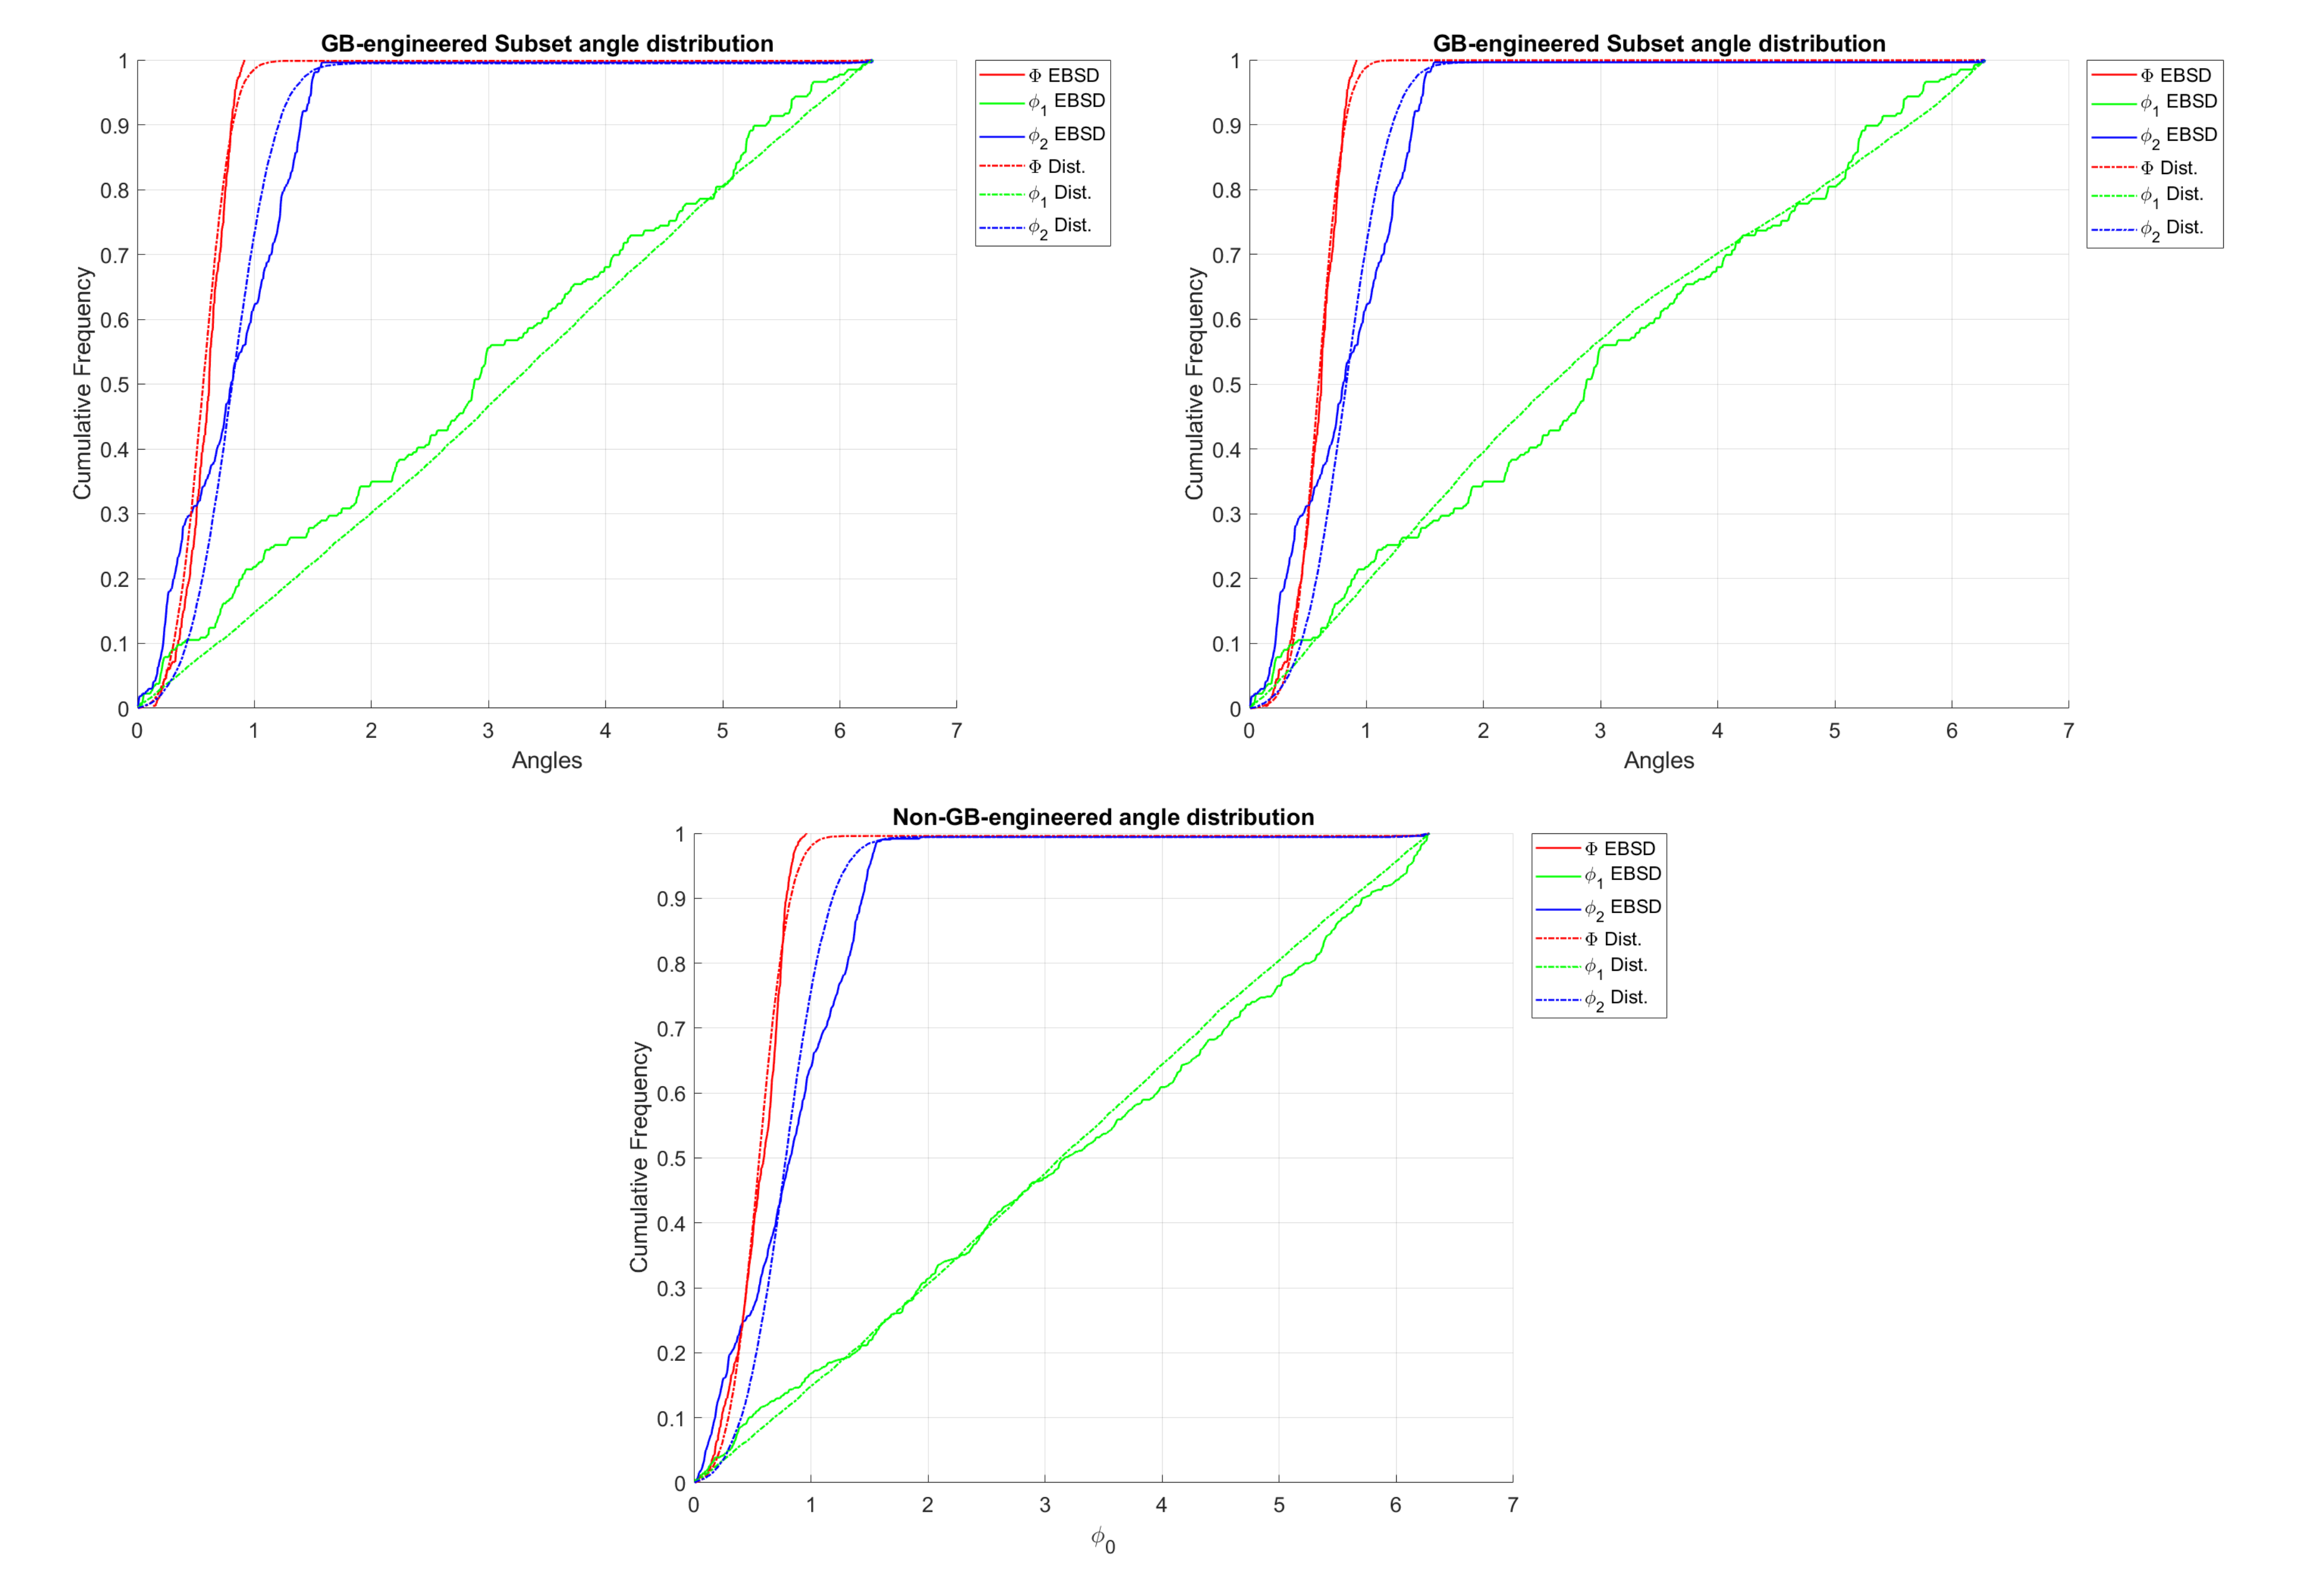 GB-engineered Subset angle distribution
1
0.9
0.8
0.7
0.6
0.5
0.4
0.3
0.2
0.1
0
Cumulative Frequency
0 1 2 3 4 5 6 7
Angles
Φ EBSD
ϕ1 EBSD
ϕ2 EBSD
Φ Dist.
ϕ1 Dist.
ϕ2 Dist.
GB-engineered Subset angle distribution
1
0.9
0.8
0.7
0.6
0.5
0.4
0.3
0.2
0.1
0
Cumulative Frequency
0 1 2 3 4 5 6 7
Angles
Φ EBSD
ϕ1 EBSD
ϕ2 EBSD
Φ Dist.
ϕ1 Dist.
ϕ2 Dist.
Non-GB-engineered angle distribution
1
0.9
0.8
0.7
0.6
0.5
0.4
0.3
0.2
0.1
0
Cumulative Frequency
0 1 2 3 4 5 6 7
ϕ0
Φ EBSD
ϕ1 EBSD
ϕ2 EBSD
Φ Dist.
ϕ1 Dist.
ϕ2 Dist.